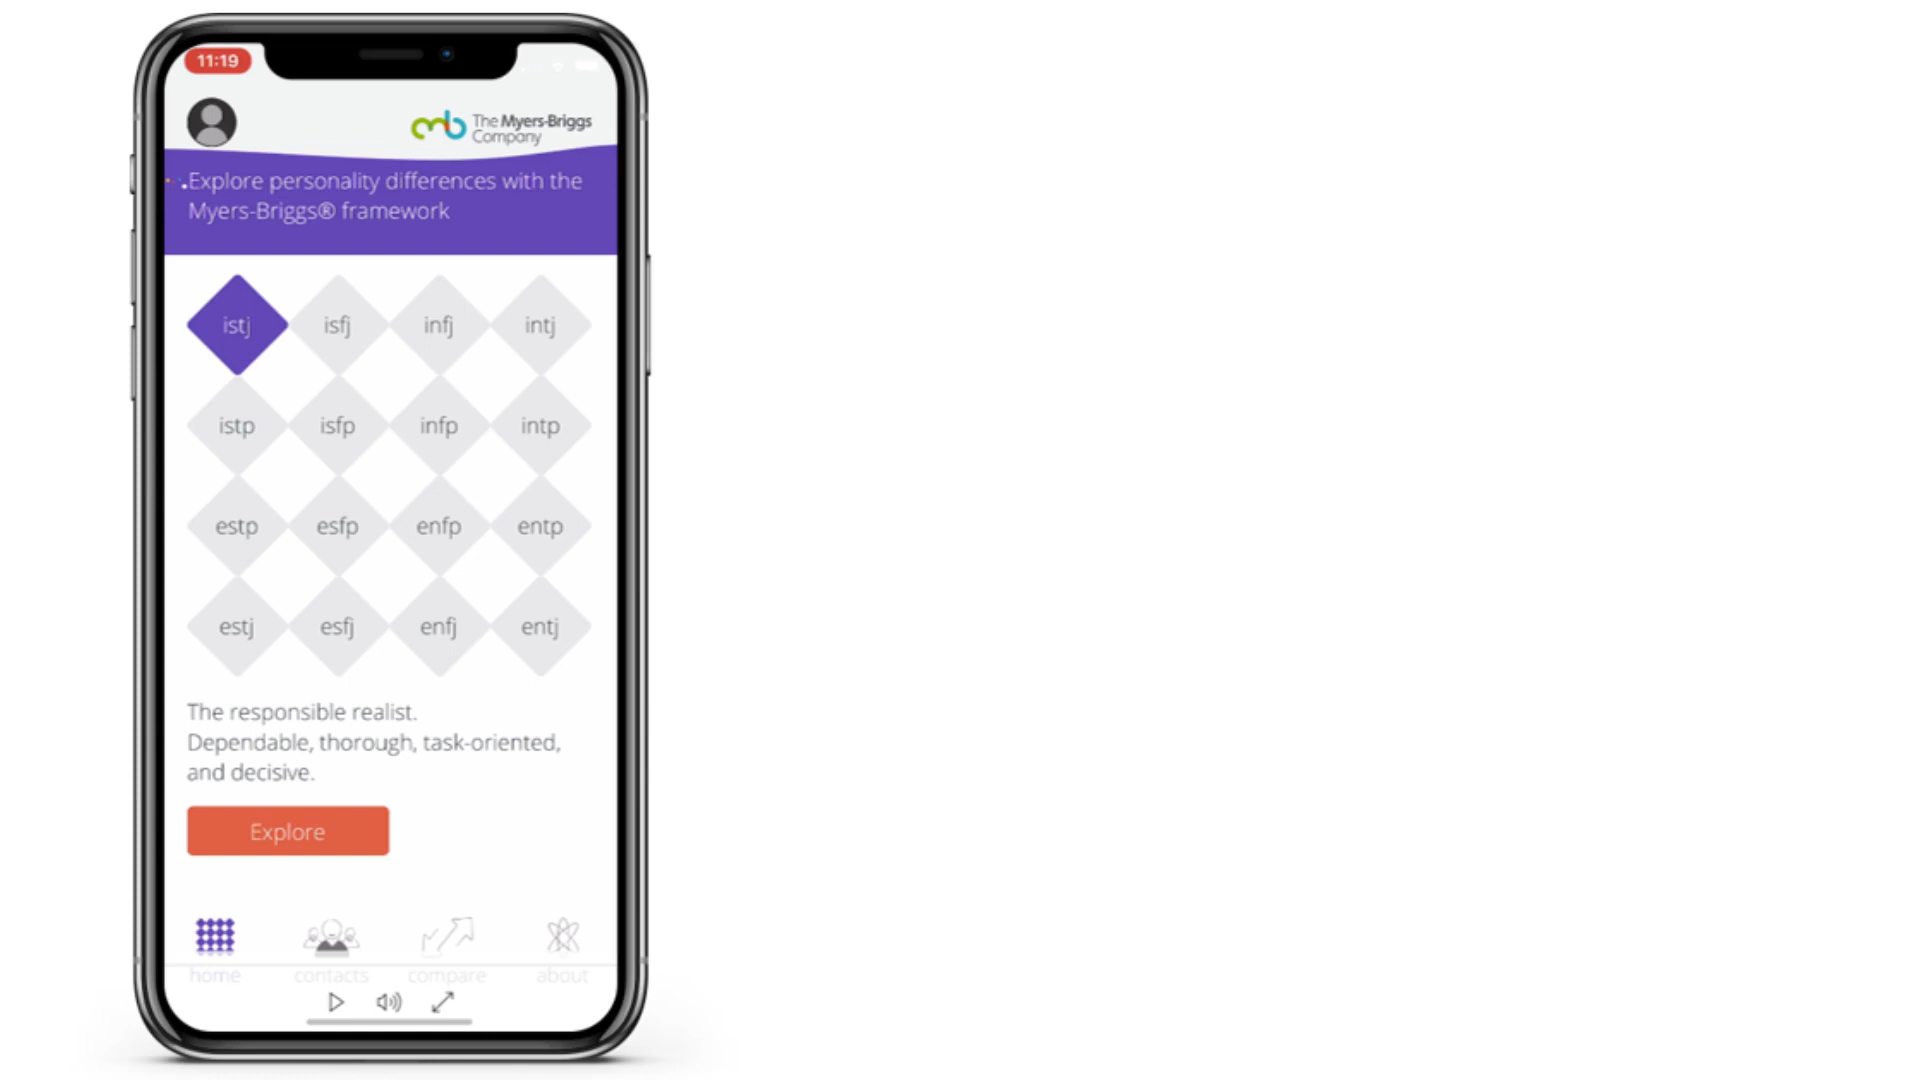 11:19
The Myers-Briggs
Company
Explore personality differences with the
Myers-Briggs® framework
istj isfj infj intj
istp isfp infp intp
estp esfp enfp entp
estj esfj enfj entj
The responsible realist.
Dependable, thorough, task-oriented,
and decisive.
Explore
home contacts compare about